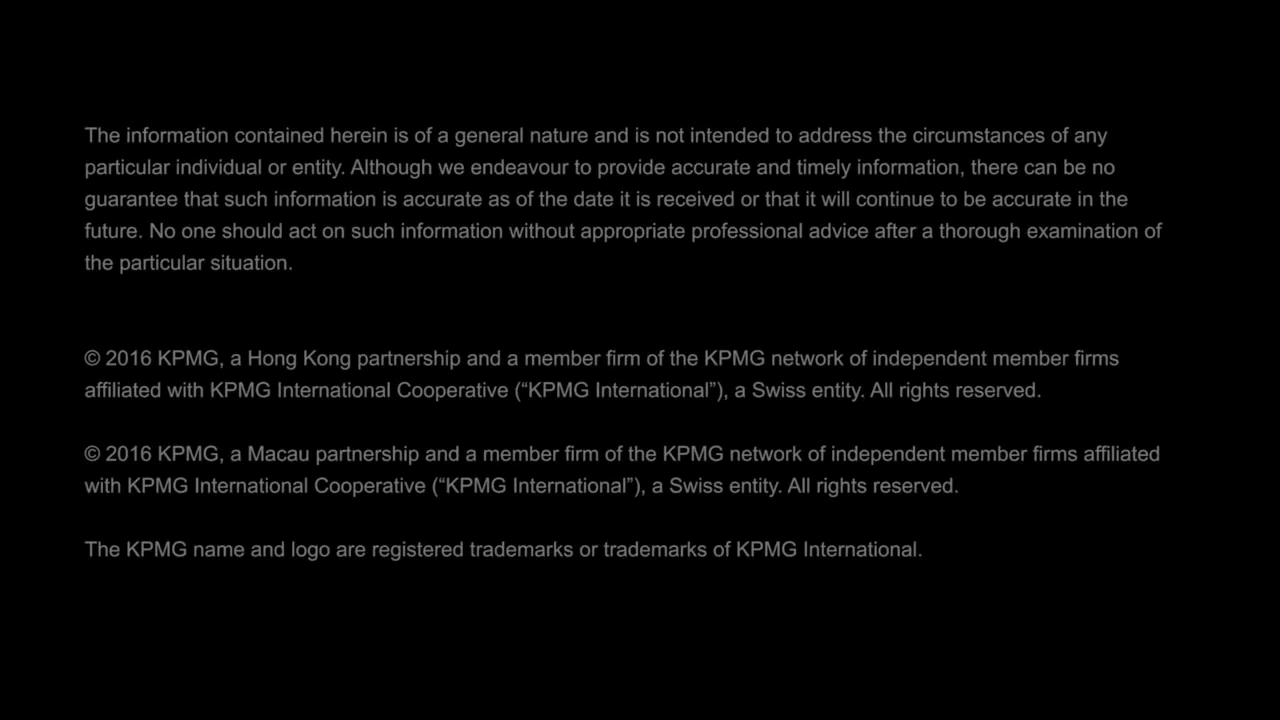 The information contained herein is of a general nature and is not intended to address the circumstances of any
particular individual or entity. Although we endeavour to provide accurate and timely information, there can be no
guarantee that such information is accurate as of the date it is received or that it will continue to be accurate in the
future. No one should act on such information without appropriate professional advice after a thorough examination of
the particular situation.
© 2016 KPMG, a Hong Kong partnership and a member firm of the KPMG network of independent member firms
affiliated with KPMG International Cooperative (“KPMG International”), a Swiss entity. All rights reserved.
© 2016 KPMG, a Macau partnership and a member firm of the KPMG network of independent member firms affiliated
with KPMG International Cooperative (“KPMG International”), a Swiss entity. All rights reserved.
The KPMG name and logo are registered trademarks or trademarks of KPMG International.